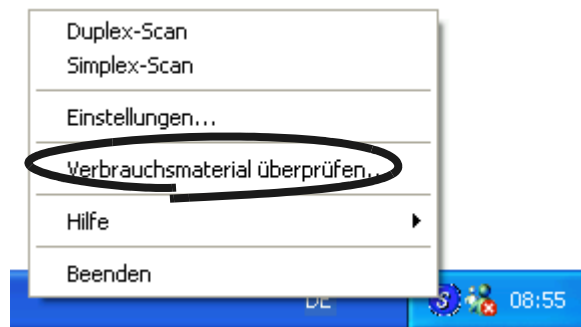 Duplex-Scan
Simplex-Scan
Einstellungen...
Verbrauchsmaterial überprüfen...
Hilfe
Beenden
DE
S
08:55